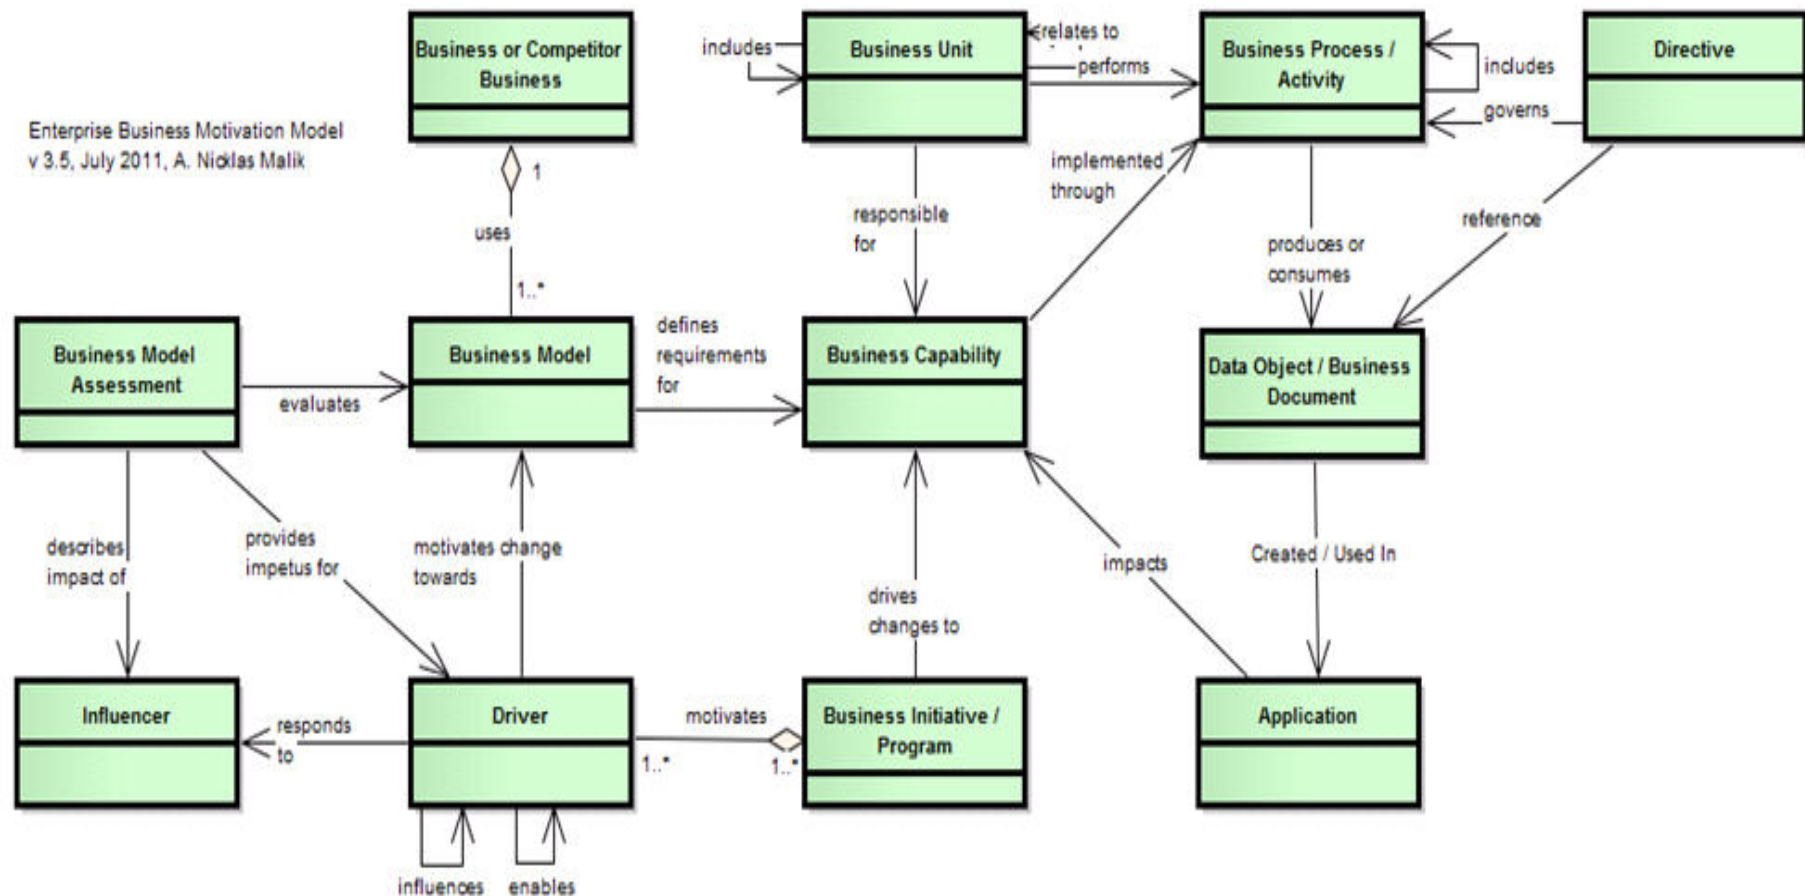 Business or Competitor
Business
includes
Business Unit
relates to
performs
Business Process /
Activity
includes
governs
Directive
Enterprise Business Motivation Model
v 3.5, July 2011, A. Nicklas Malik
1
uses
1..*
responsible
for
implemented
through
produces or
consumes
reference
Business Model
Assessment
evaluates
Business Model
defines
requirements
for
Business Capability
Data Object / Business
Document
describes
impact of
provides
impetus for
motivates change
towards
drives
changes to
impacts
Created / Used In
Influencer
responds
to
Driver
motivates
1..*
1..*
Business Initiative /
Program
Application
influences
enables